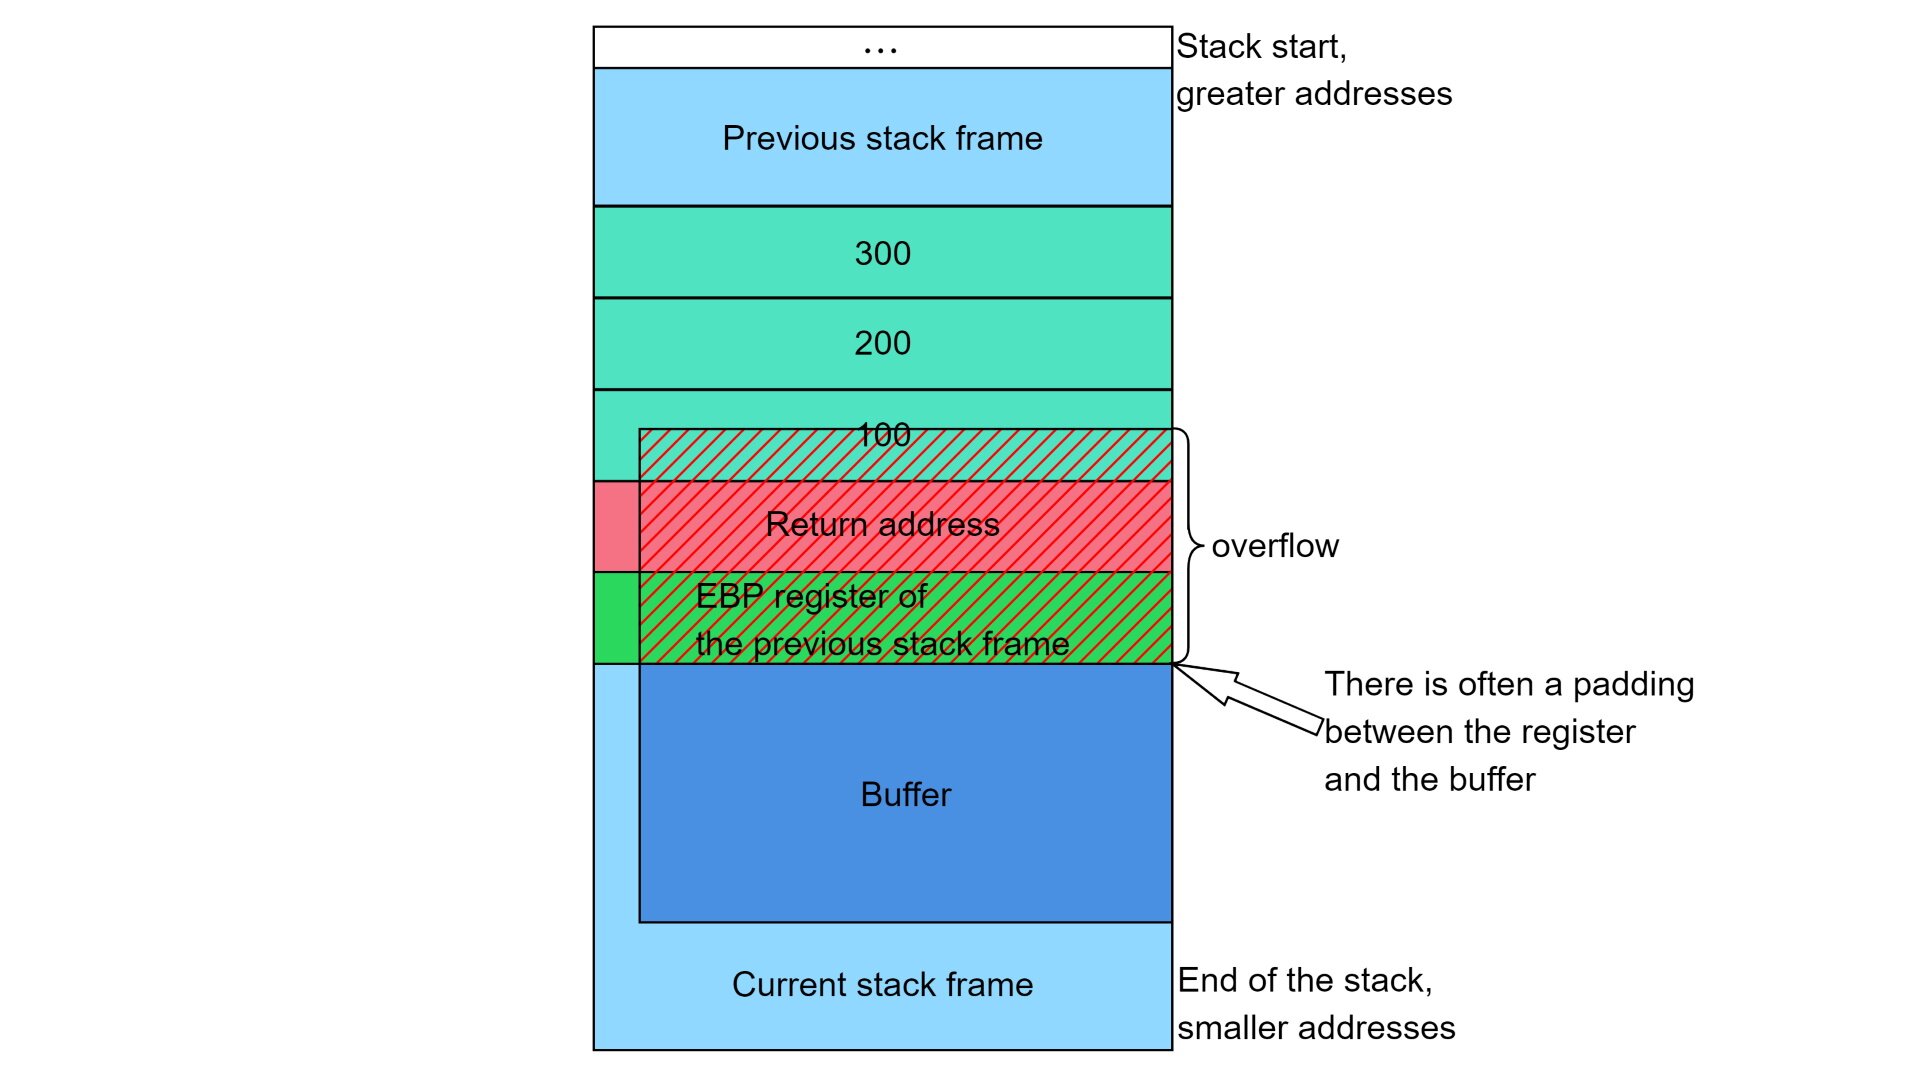 ...
Stack start,
greater addresses
Previous stack frame
300
200
100
Return address
overflow
EBP register of
the previous stack frame
There is often a padding
between the register
and the buffer
Buffer
Current stack frame
End of the stack,
smaller addresses